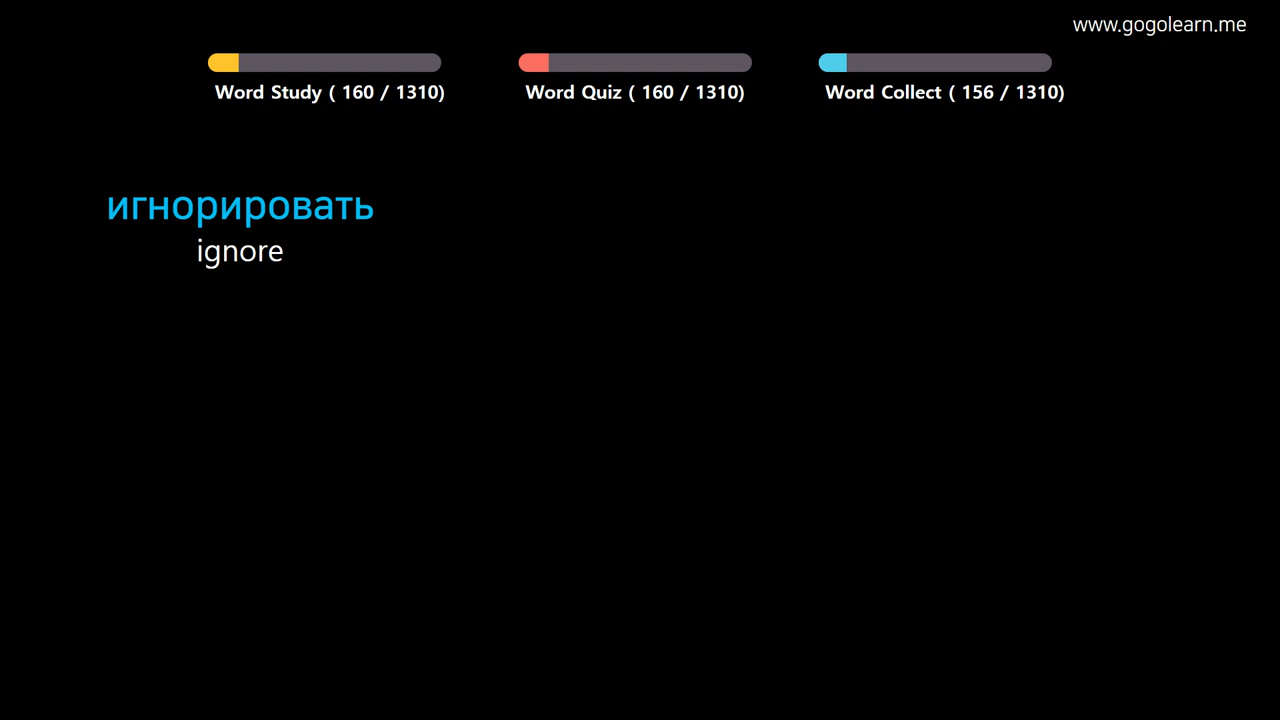 www.gogolearn.me
Word Study ( 160 / 1310)
Word Quiz ( 160 / 1310)
Word Collect ( 156 / 1310)
игнорировать
ignore